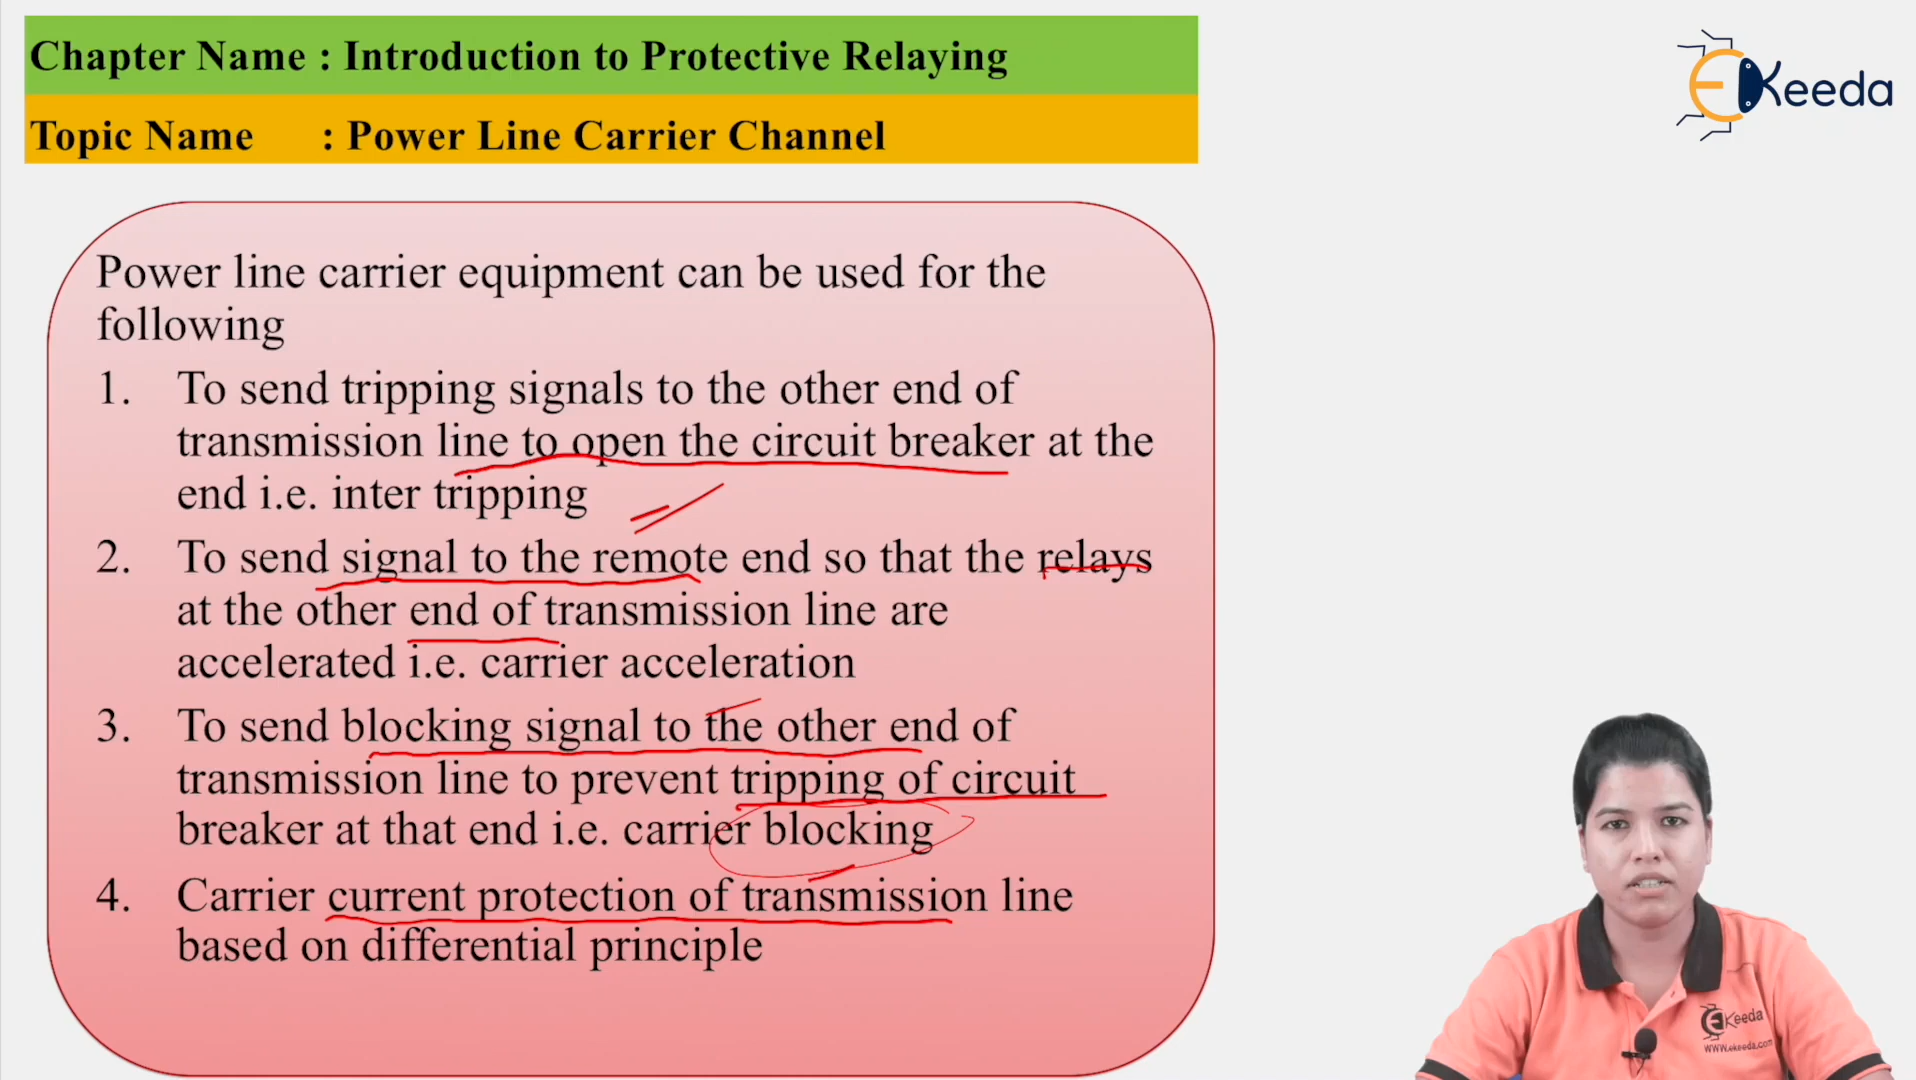 Chapter Name : Introduction to Protective Relaying
Keeda
Topic Name : Power Line Carrier Channel
Power line carrier equipment can be used for the
following
1. To send tripping signals to the other end of
transmission line to open the circuit breaker at the
end i.e. inter tripping
2. To send signal to the remote end so that the relays
at the other end of transmission line are
accelerated i.e. carrier acceleration
3. To send blocking signal to the other end of
transmission line to prevent tripping of circuit
breaker at that end i.e. carrier blocking
4. Carrier current protection of transmission line
based on differential principle
Keeda
www.ekeeda.com